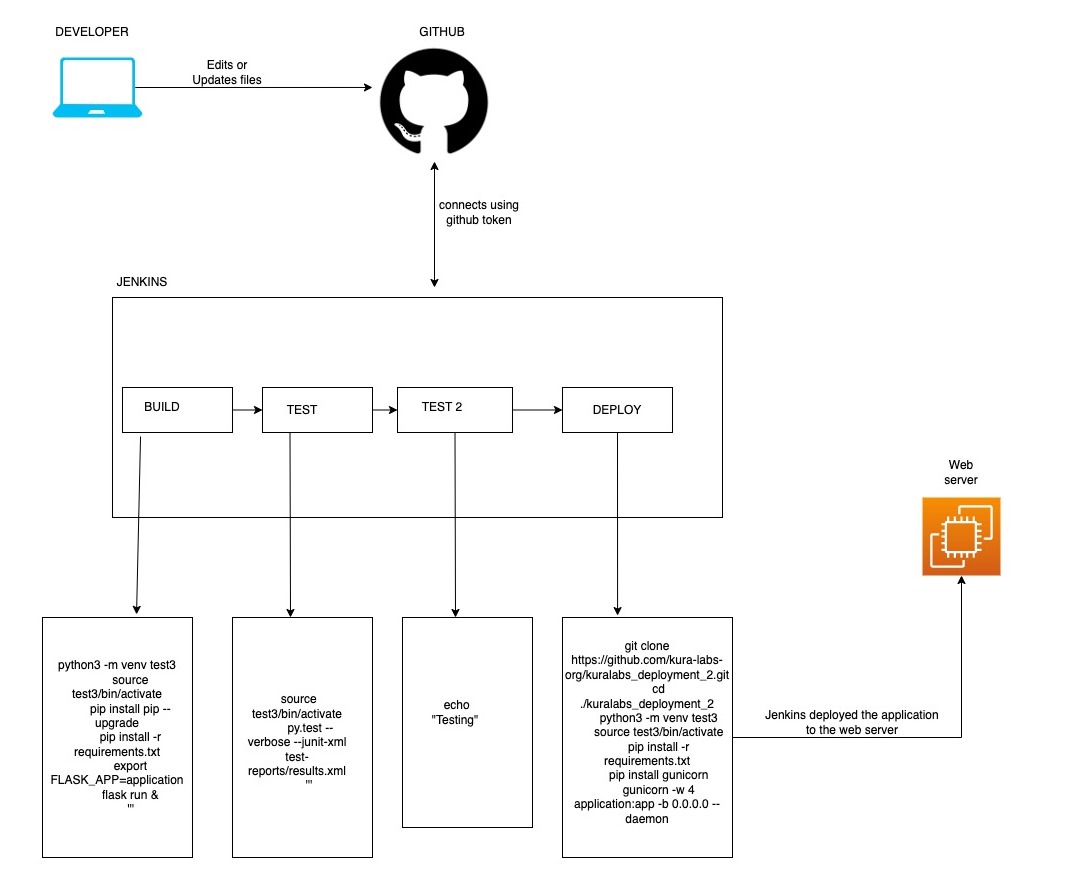 DEVELOPER
GITHUB
Edits or
Updates files
connects using
github token
JENKINS
BUILD
TEST
TEST 2
DEPLOY
Web
server
python3 -m venv test3
source
test3/bin/activate
pip install pip --
upgrade
pip install -r
requirements.txt
export
FLASK_APP=application
flask run &
'''
source
test3/bin/activate
py.test --
verbose --junit-xml
test-
reports/results.xml
'''
echo
"Testing"
git clone
https://github.com/kura-labs-
org/kuralabs_deployment_2.git
cd
./kuralabs_deployment_2
python3 -m venv test3
source test3/bin/activate
pip install -r
requirements.txt
pip install gunicorn
gunicorn -w 4
application:app -b 0.0.0.0 --
daemon
Jenkins deployed the application
to the web server